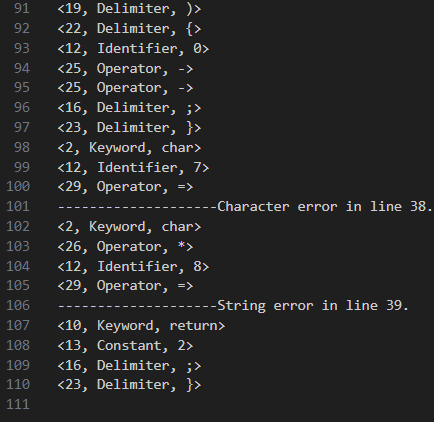 91 <19, Delimiter, )>
92 <22, Delimiter, {>
93 <12, Identifier, 0>
94 <25, Operator, ->
95 <25, Operator, ->
96 <16, Delimiter, ;>
97 <23, Delimiter, }>
98 <2, Keyword, char>
99 <12, Identifier, 7>
100 <29, Operator, =>
101 --------------------Character error in line 38.
102 <2, Keyword, char>
103 <26, Operator, *>
104 <12, Identifier, 8>
105 <29, Operator, =>
106 --------------------String error in line 39.
107 <10, Keyword, return>
108 <13, Constant, 2>
109 <16, Delimiter, ;>
110 <23, Delimiter, }>
111